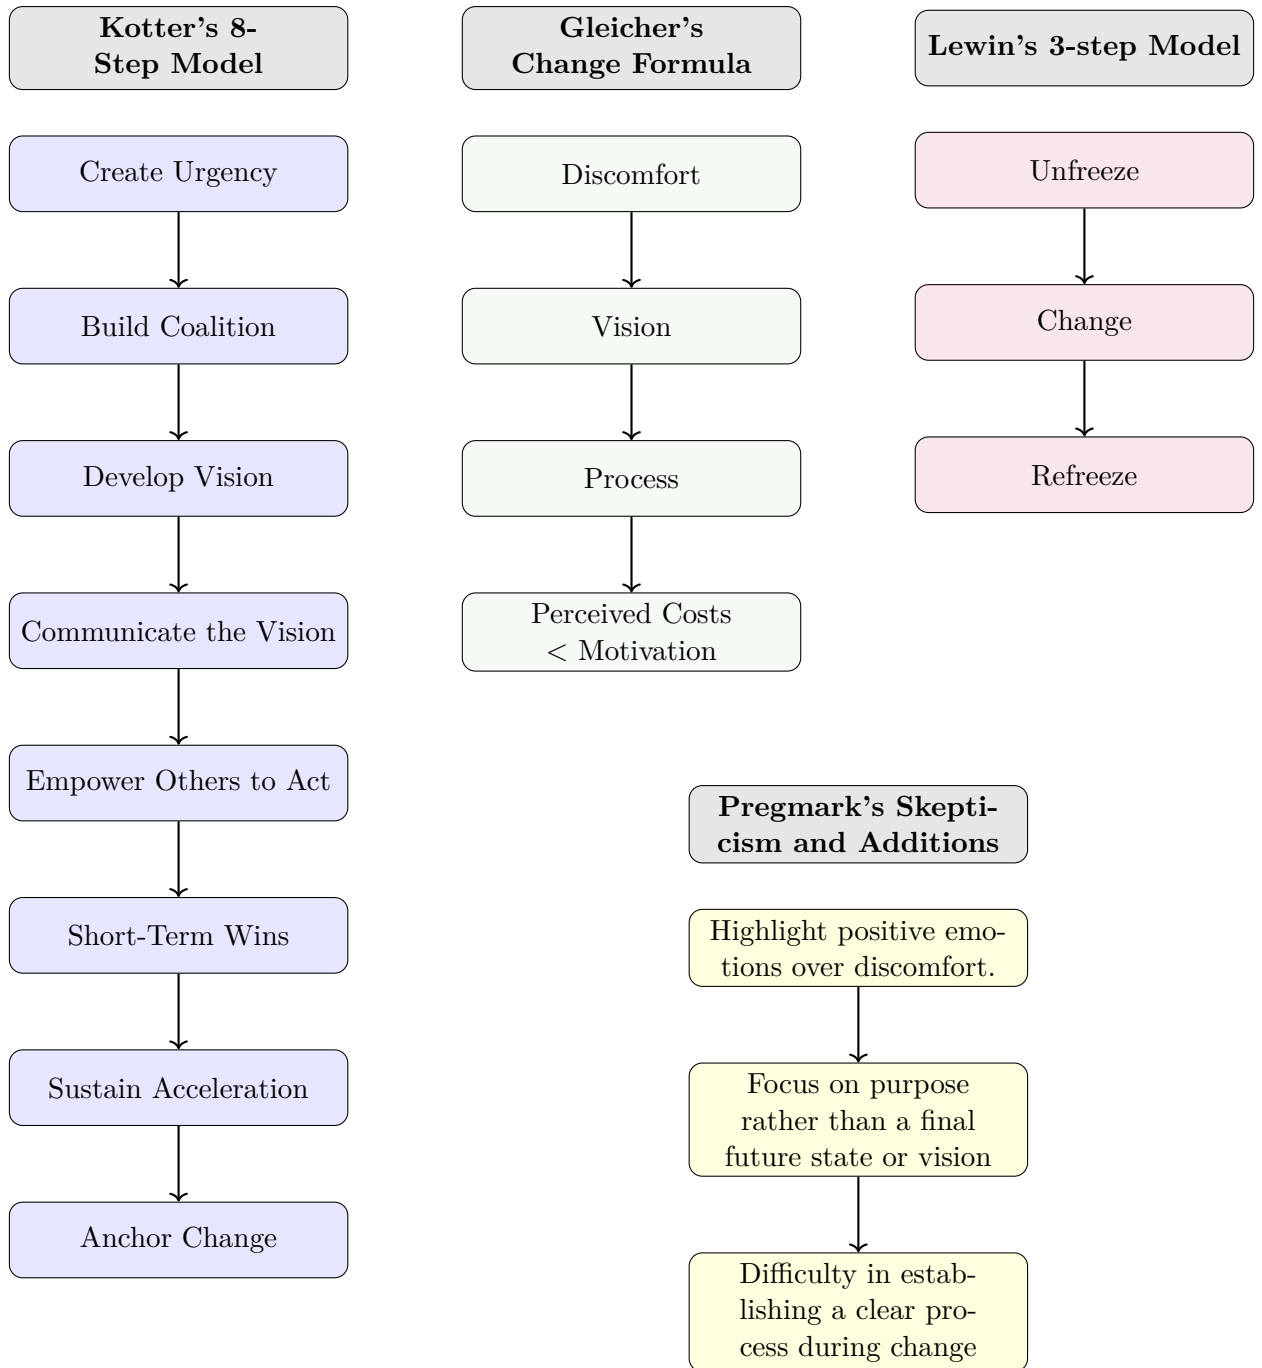 Kotter's 8-
Step Model
Create Urgency
Build Coalition
Develop Vision
Communicate the Vision
Empower Others to Act
Short-Term Wins
Sustain Acceleration
Anchor Change
Gleicher's
Change Formula
Discomfort
Vision
Process
Perceived Costs
< Motivation
Lewin's 3-step Model
Unfreeze
Change
Refreeze
Pregmark's Skepti-
cism and Additions
Highlight positive emo-
tions over discomfort.
Focus on purpose
rather than a final
future state or vision
Difficulty in estab-
lishing a clear pro-
cess during change